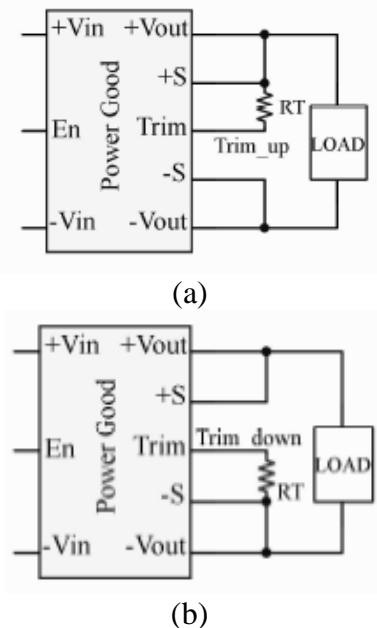 +Vin
+Vout
+S
RT
En
Trim
LOAD
Trim_up
Power Good
-S
-Vin
-Vout
(a)
+Vin
+Vout
+S
Trim_down
En
Trim
LOAD
Power Good
-S
RT
-Vin
-Vout
(b)